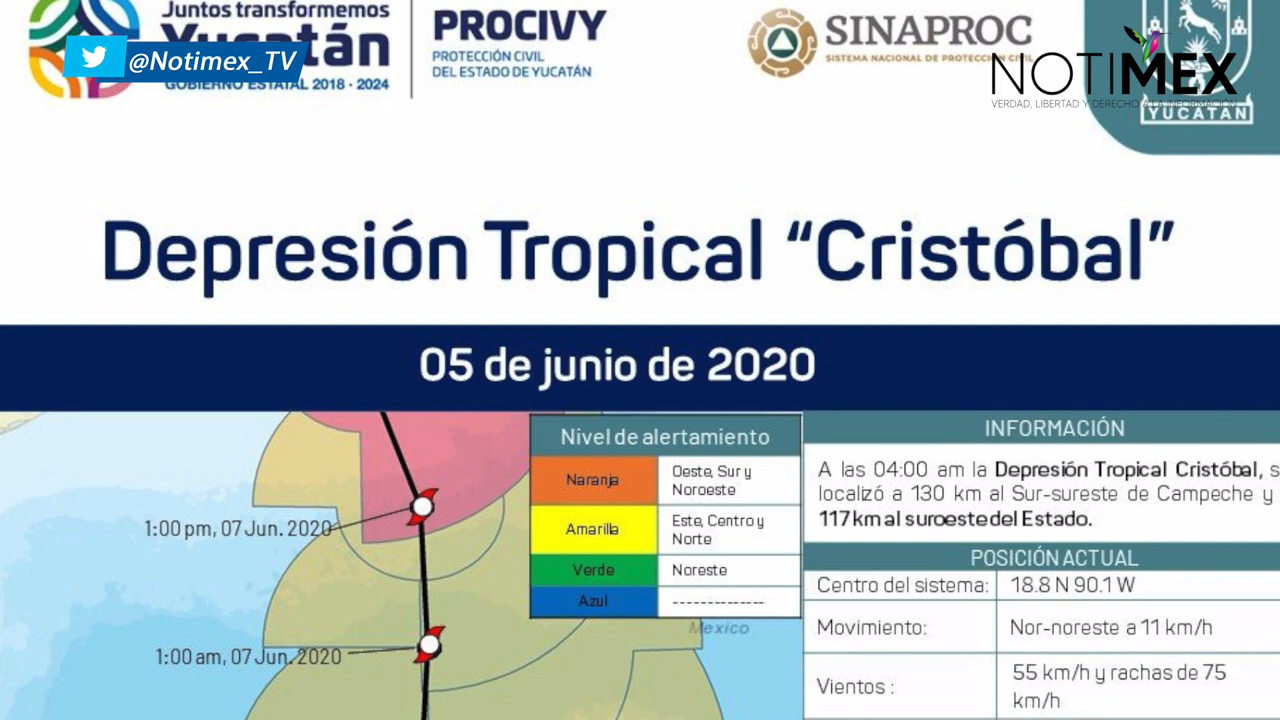 Juntos transformemos
Yucatán
GOBIERNO ESTATAL 2018 - 2024
@Notimex_TV
PROCIVY
PROTECCIÓN CIVIL
DEL ESTADO DE YUCATÁN
SINAPROC
SISTEMA NACIONAL DE PROTECCIÓN CIVIL
NOTIMEX
VERDAD, LIBERTAD Y DERECHO A LA INFORMACIÓN
YUCATÁN
Depresión Tropical “Cristóbal”
05 de junio de 2020
1:00 pm, 07 Jun. 2020
1:00 am, 07 Jun. 2020
Mexico
Nivel de alertamiento
Naranja Oeste, Sur y
Noroeste
Amarilla Este, Centro y
Norte
Verde Noreste
Azul --------------
INFORMACIÓN
A las 04:00 am la Depresión Tropical Cristóbal, s
localizó a 130 km al Sur-sureste de Campeche y
117 km al suroeste del Estado.
POSICIÓN ACTUAL
Centro del sistema: 18.8 N 90.1 W
Movimiento: Nor-noreste a 11 km/h
Vientos : 55 km/h y rachas de 75
km/h